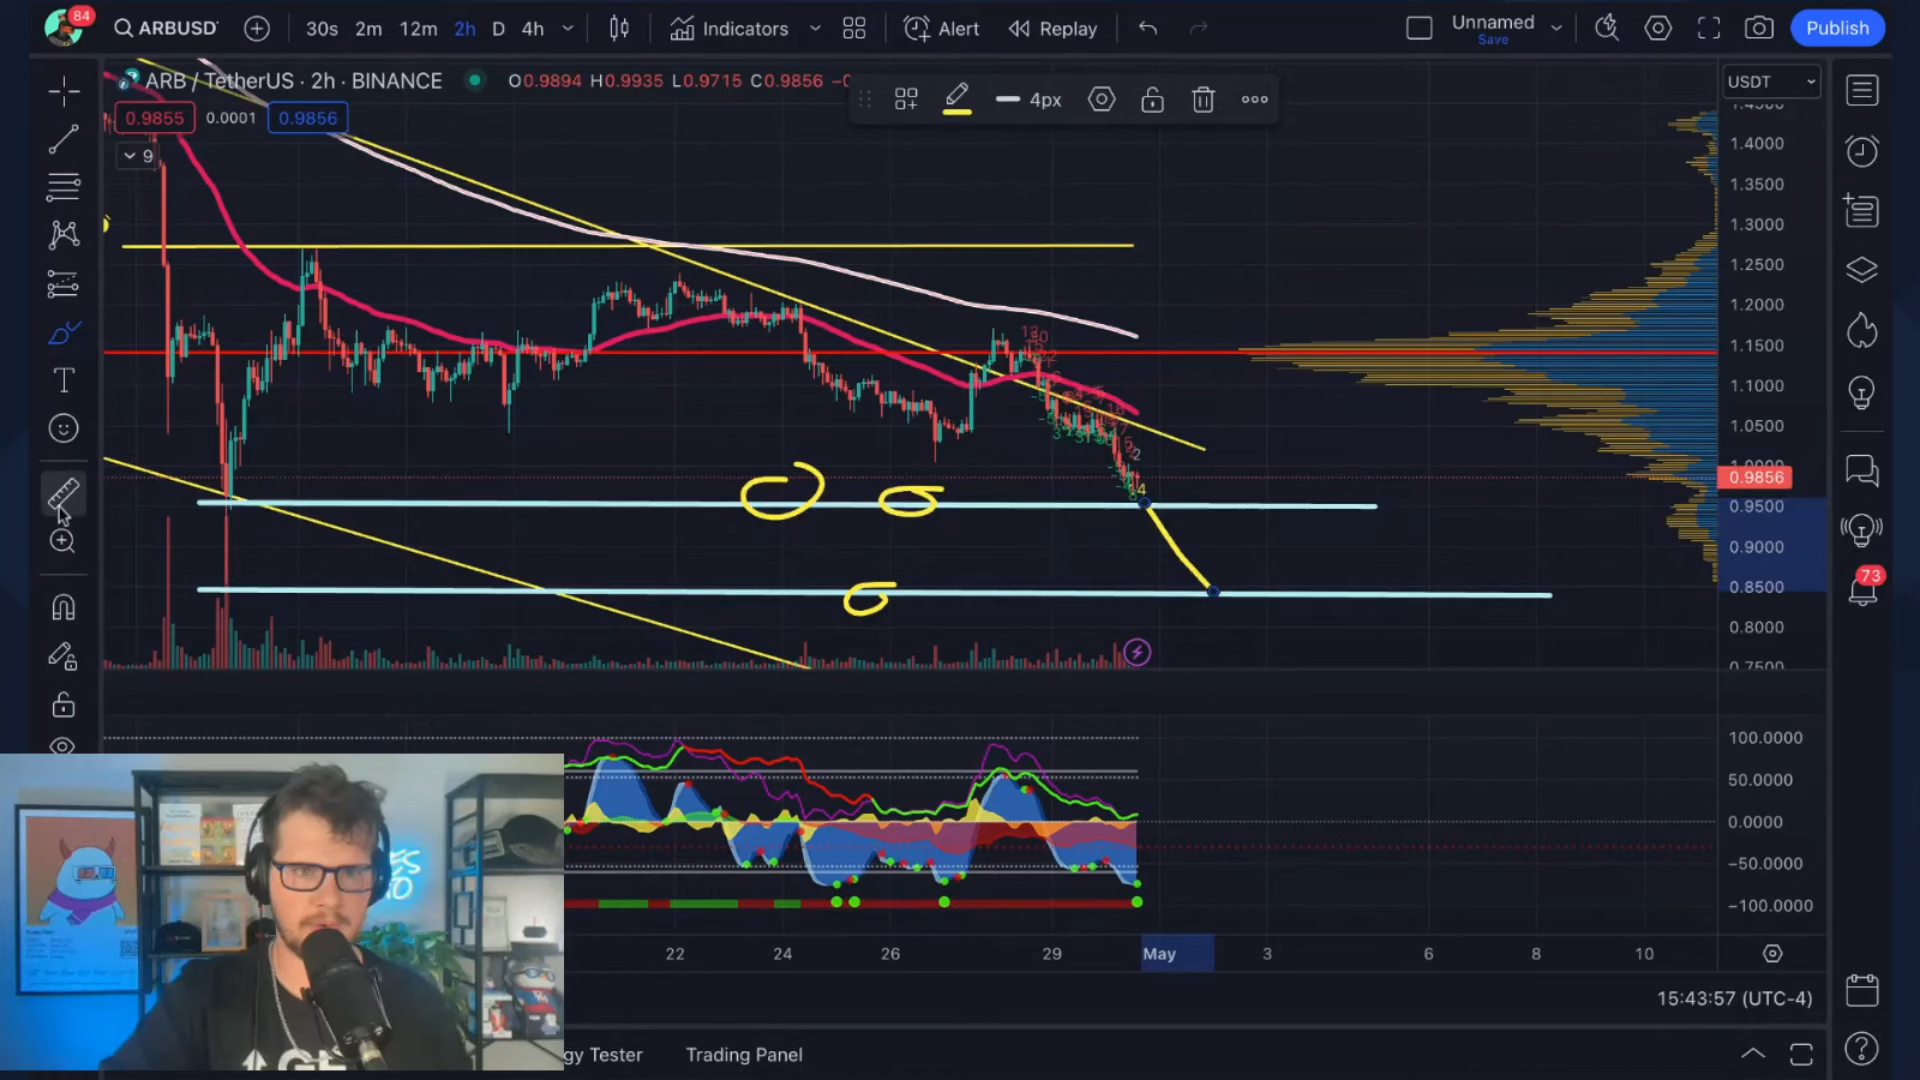 84
ARBUSD
30s 2m 12m 2h D 4h
Indicators
Alert
Replay
Unnamed
Save
Publish
ARB / TetherUS · 2h · BINANCE
O0.9894 H0.9935 L0.9715 C0.9856
4px
USDT
0.9855 0.0001 0.9856
9
1.4000
1.3500
1.3000
1.2500
1.2000
1.1500
1.1000
1.0500
0.9856
0.9500
0.9000
0.8500
0.8000
0.7500
73
100.0000
50.0000
0.0000
−50.0000
−100.0000
22 24 26 29 May 3 6 8 10
15:43:57 (UTC-4)
gy Tester
Trading Panel